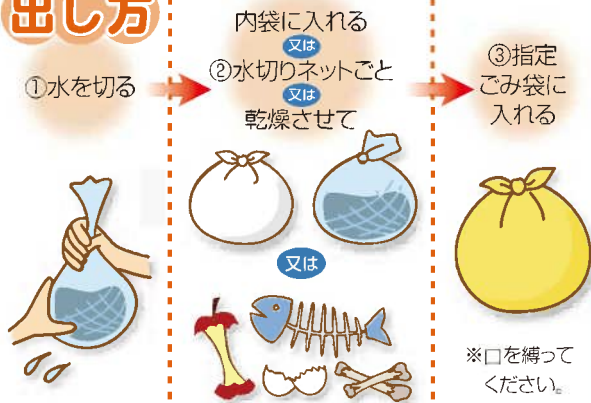 出し方
①水を切る
内袋に入れる
又は
②水切りネットごと
又は
乾燥させて
又は
③指定
ごみ袋に
入れる
※口を縛って
ください。